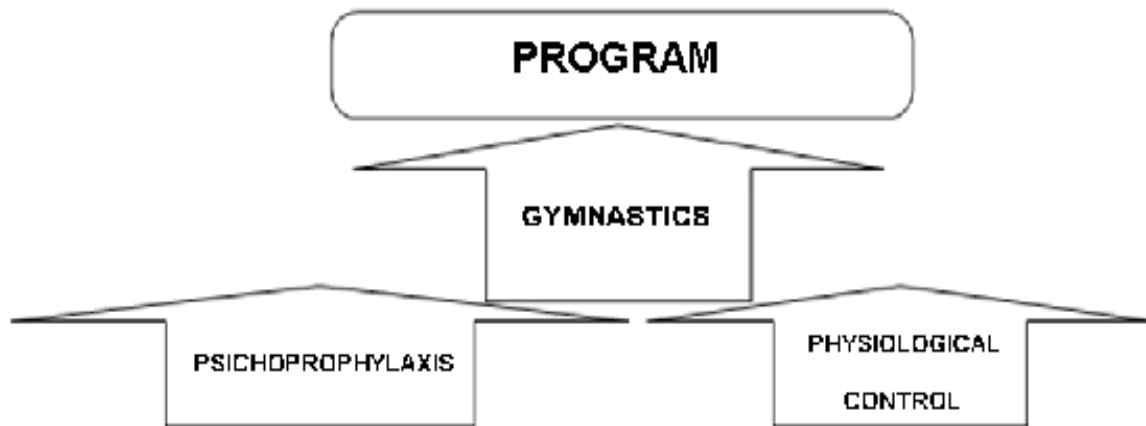 PROGRAM
GYMNASTICS
PSICHOPROPHYLAXIS
PHYSIOLOGICAL
CONTROL